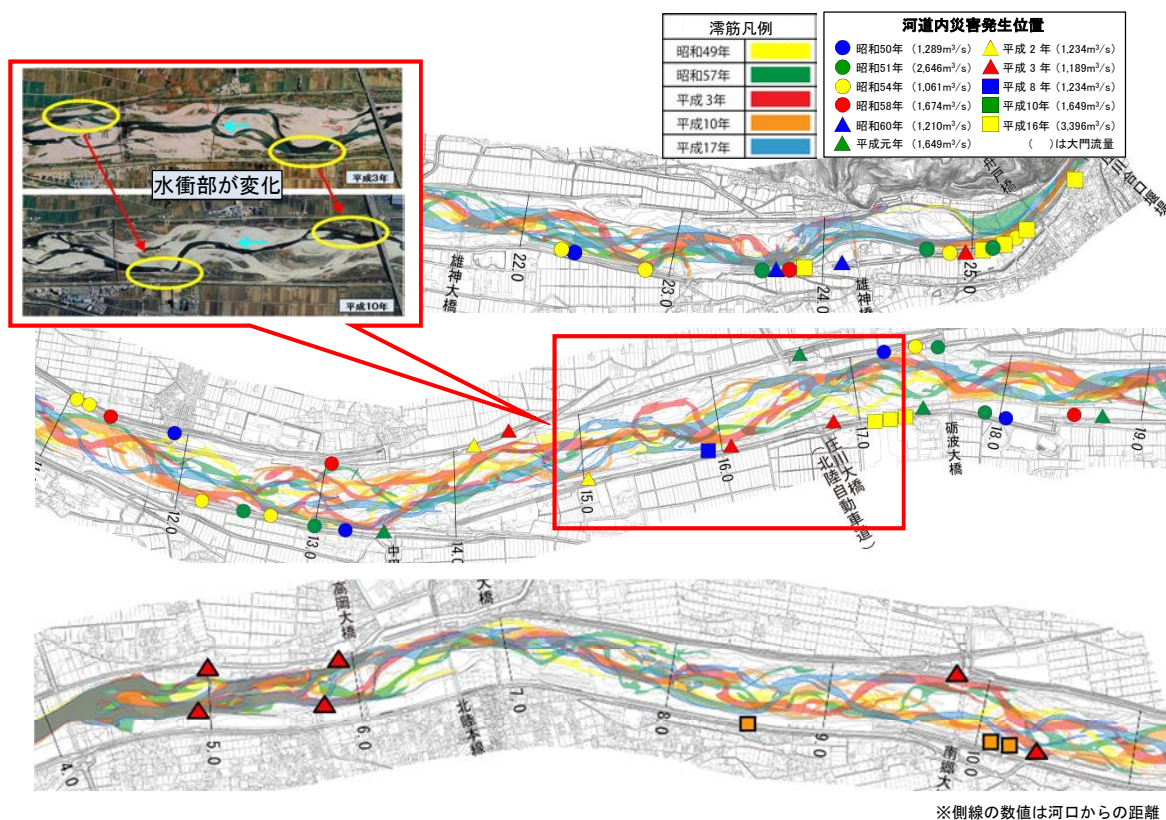 澪筋凡例
昭和49年
昭和57年
平成 3年
平成10年
平成17年
河道内災害発生位置
昭和50年 (1,289m³/s)
昭和51年 (2,646m³/s)
昭和54年 (1,061m³/s)
昭和58年 (1,674m³/s)
昭和60年 (1,210m³/s)
平成元年 (1,649m³/s)
平成 2 年 (1,234m³/s)
平成 3 年 (1,189m³/s)
平成 8 年 (1,234m³/s)
平成10年 (1,649m³/s)
平成16年 (3,396m³/s)
( )は大門流量
平成3年
水衝部が変化
平成10年
22.0
雄神大橋
23.0
24.0
雄神橋
25.0
12.0
13.0
14.0
15.0
16.0
17.0
庄川大橋
(北陸自動車道)
砺波大橋
18.0
19.0
4.0
5.0
高岡大橋
6.0
大橋
北陸本線
7.0
8.0
9.0
10.0
南郷大
※側線の数値は河口からの距離